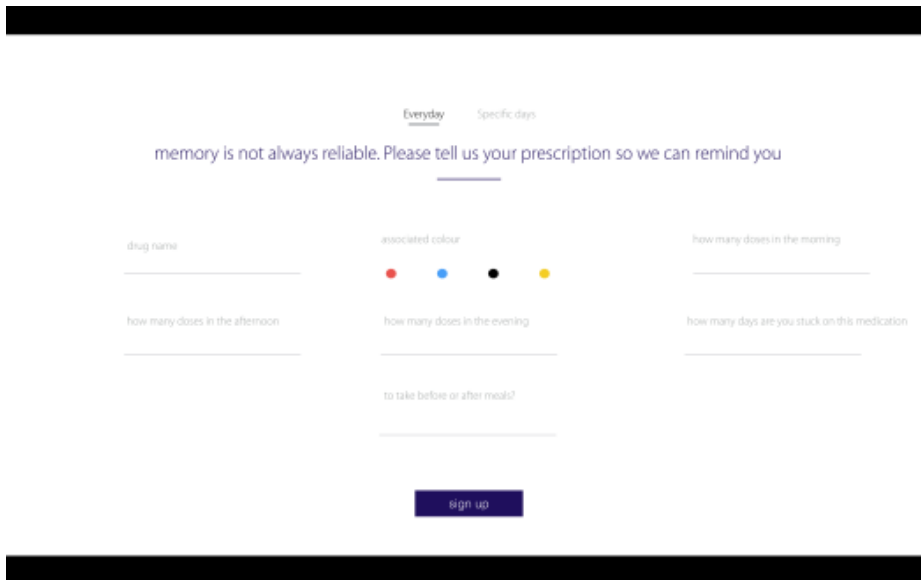 Everyday Specific days
memory is not always reliable. Please tell us your prescription so we can remind you
drug name
associated colour
how many doses in the morning
how many doses in the afternoon
how many doses in the evening
how many days are you stuck on this medication
to take before or after meals?
sign up